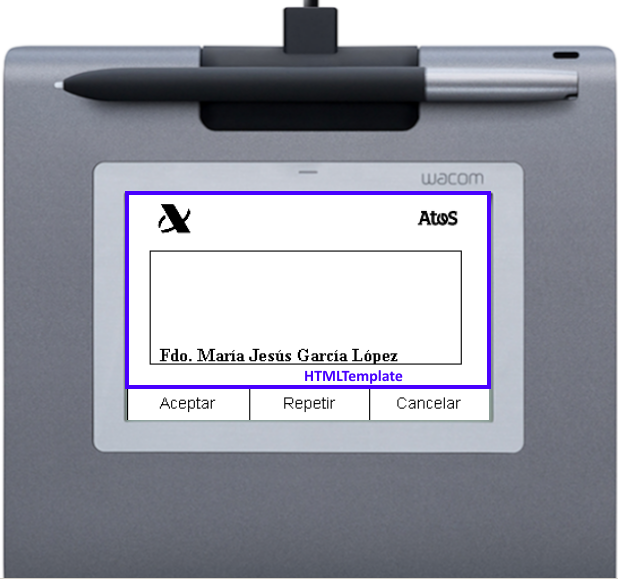 wacom
AtoS
Fdo. María Jesús García López
HTMLTemplate
Aceptar
Repetir
Cancelar